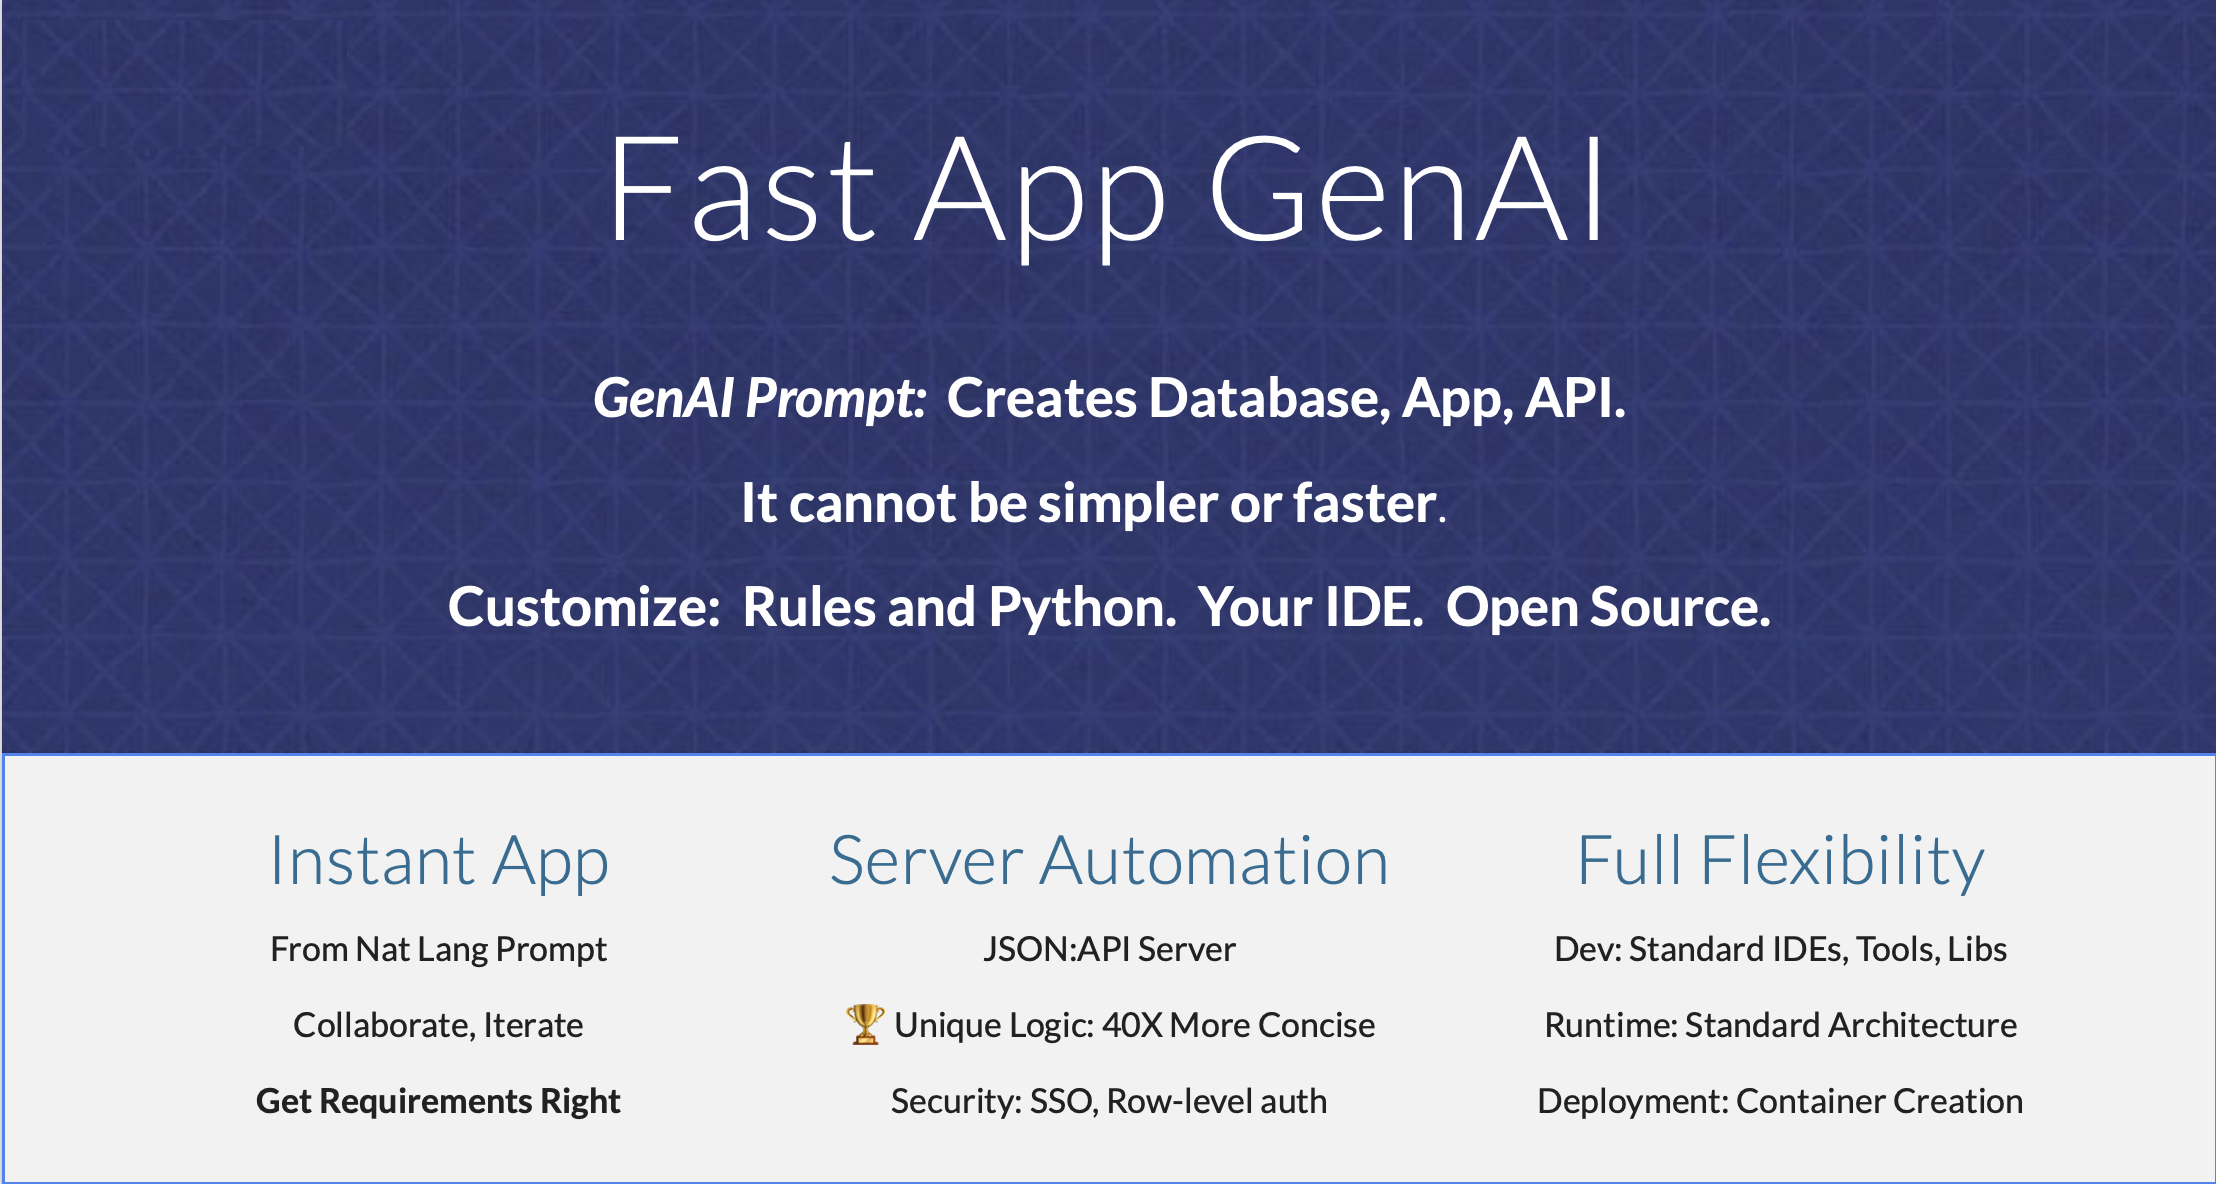 Fast App GenAI
GenAI Prompt: Creates Database, App, API.
It cannot be simpler or faster.
Customize: Rules and Python. Your IDE. Open Source.
Instant App
From Nat Lang Prompt
Collaborate, Iterate
Get Requirements Right
Server Automation
JSON:API Server
🏆 Unique Logic: 40X More Concise
Security: SSO, Row-level auth
Full Flexibility
Dev: Standard IDEs, Tools, Libs
Runtime: Standard Architecture
Deployment: Container Creation